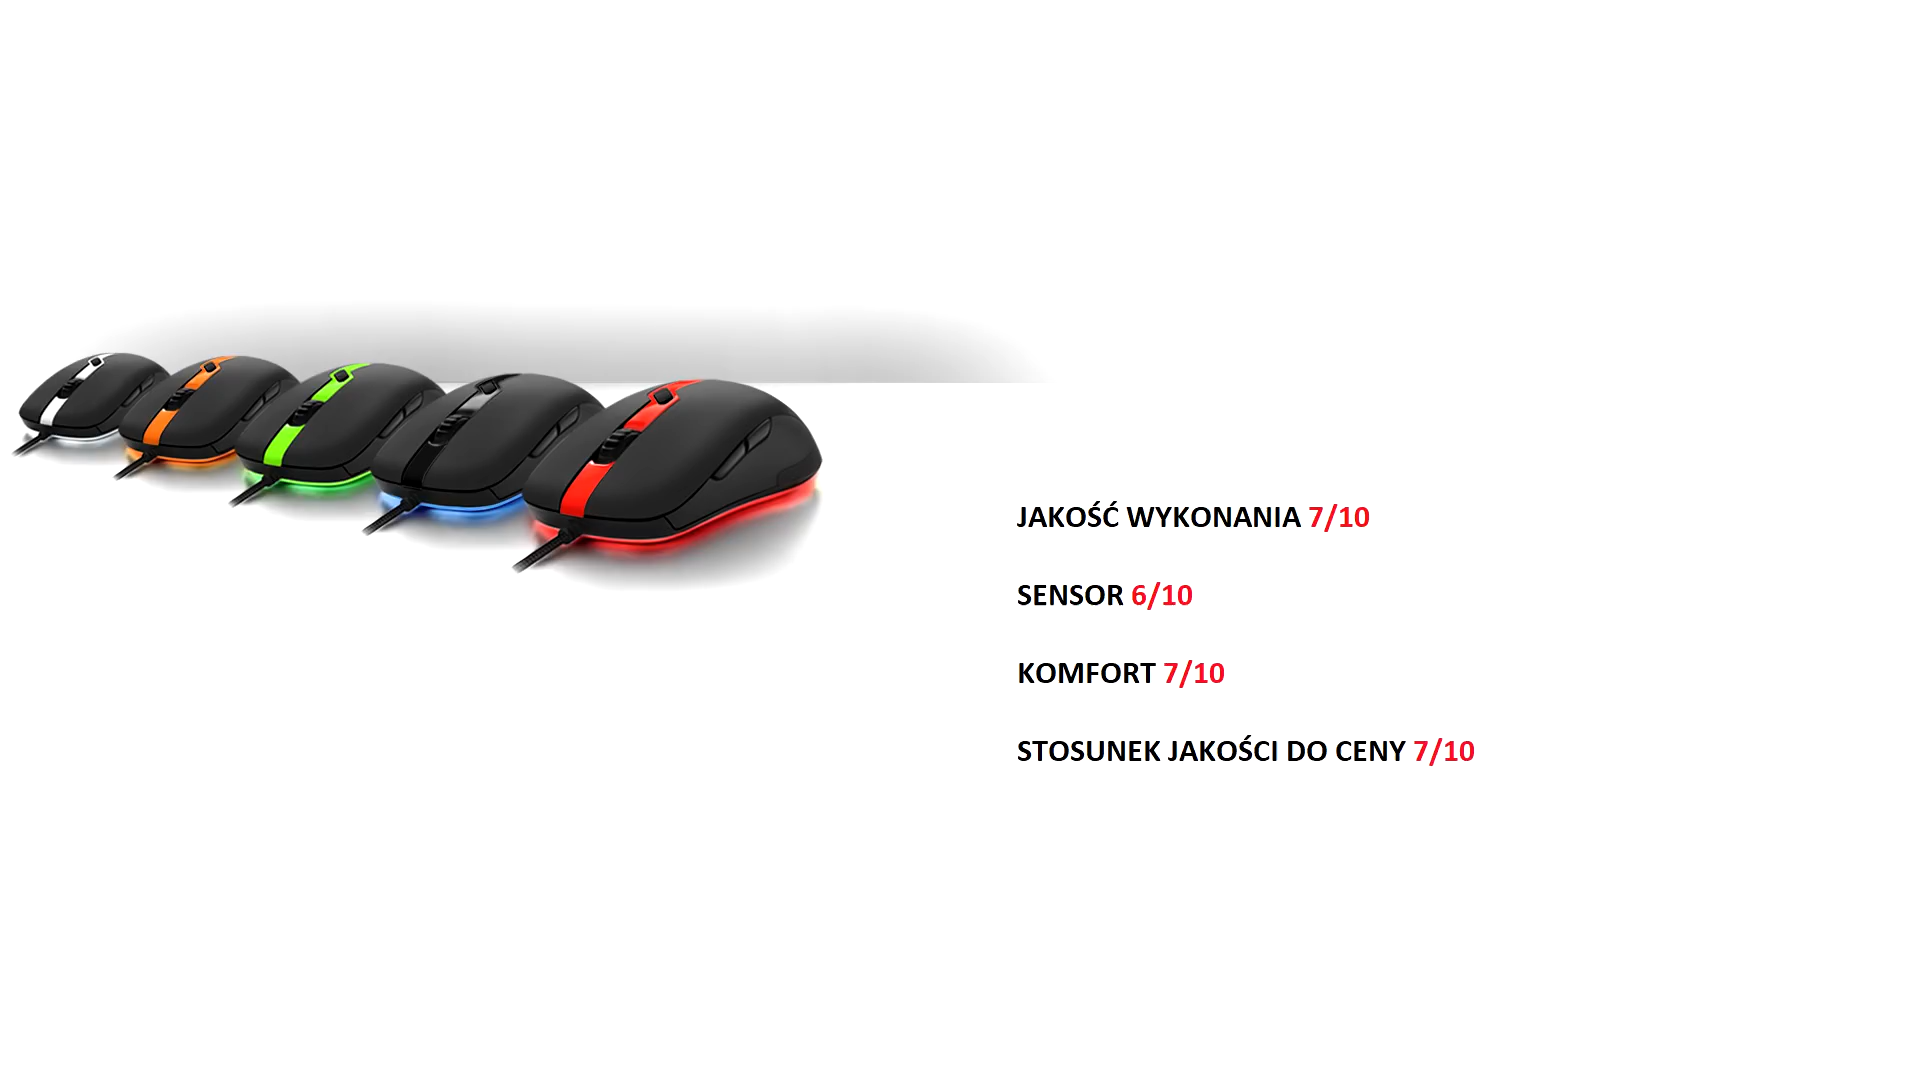 JAKOŚĆ WYKONANIA 7/10
SENSOR 6/10
KOMFORT 7/10
STOSUNEK JAKOŚCI DO CENY 7/10